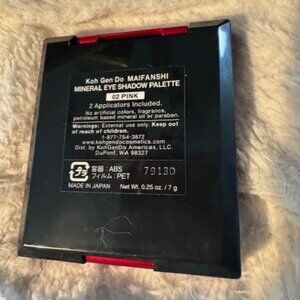 Koh Gen Do MAIFANSHI
MINERAL EYE SHADOW PALETTE
02 PINK
2 Applicators Included.
No artificial colors, fragrance,
petroleum based mineral oil or paraben.
Warnings: External use only. Keep out
of reach of children.
1-877-754-3872
www.kohgendocosmetics.com
Dist. by KohGenDo Americas, LLC.
DuPont, WA 98327
容器:ABS
フィルム:PET
7913D
MADE IN JAPAN
Net Wt. 0.25 oz. / 7 g